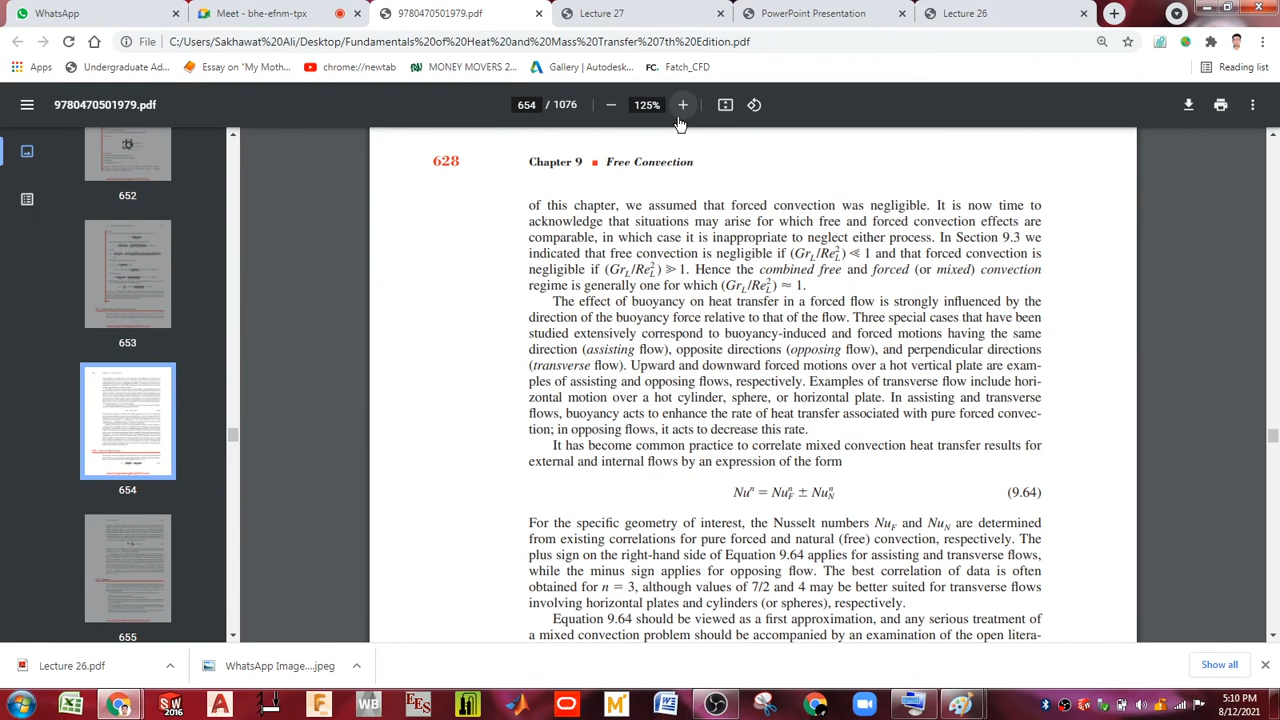 WhatsApp
Meet - bhe-efnm-tpx
9780470501979.pdf
Lecture 27
PowerPoint Presentation
Lecture 26
File
C:/Users/Sakhawat%20Ali/Desktop/Fundamentals%20of%20Heat%20and%20Mass%20Transfer%207th%20Edition.pdf
Apps
Undergraduate Ad...
Essay on "My Moth...
chrome://newtab
MONEY MOVERS 2...
Gallery | Autodesk...
FC. Fatch_CFD
Reading list
9780470501979.pdf
654 / 1076
125%
652
653
654
655
628
Chapter 9 ■ Free Convection
of this chapter, we assumed that forced convection was negligible. It is now time to
acknowledge that situations may arise for which free and forced convection effects are
comparable, in which case it is inappropriate to neglect either process. In Section 9.3 we
indicated that free convection is negligible if (Gr_L/Re_L^2) ≪ 1 and that forced convection is
negligible if (Gr_L/Re_L^2) ≫ 1. Hence the combined free and forced (or mixed) convection
regime is generally one for which (Gr_L/Re_L^2) ≈ 1.
The effect of buoyancy on heat transfer in a forced flow is strongly influenced by the
direction of the buoyancy force relative to that of the flow. Three special cases that have been
studied extensively correspond to buoyancy-induced and forced motions having the same
direction (assisting flow), opposite directions (opposing flow), and perpendicular directions
(transverse flow). Upward and downward forced motions over a hot vertical plate are exam-
ples of assisting and opposing flows, respectively. Examples of transverse flow include hori-
zontal motion over a hot cylinder, sphere, or horizontal plate. In assisting and transverse
flows, buoyancy acts to enhance the rate of heat transfer associated with pure forced convec-
tion; in opposing flows, it acts to decrease this rate.
It has become common practice to correlate mixed convection heat transfer results for
external and internal flows by an expression of the form
Nu^n = Nu_F^n ± Nu_N^n (9.64)
For the specific geometry of interest, the Nusselt numbers Nu_F and Nu_N are determined
from existing correlations for pure forced and natural (free) convection, respectively. The
plus sign on the right-hand side of Equation 9.64 applies for assisting and transverse flows,
while the minus sign applies for opposing flow. The best correlation of data is often
obtained for n = 3, although values of 7/2 and 4 may be better suited for transverse flows
involving horizontal plates and cylinders (or spheres), respectively.
Equation 9.64 should be viewed as a first approximation, and any serious treatment of
a mixed convection problem should be accompanied by an examination of the open litera-
Lecture 26.pdf
WhatsApp Image....jpeg
Show all
SW
2016
WB
EES
5:10 PM
8/12/2021